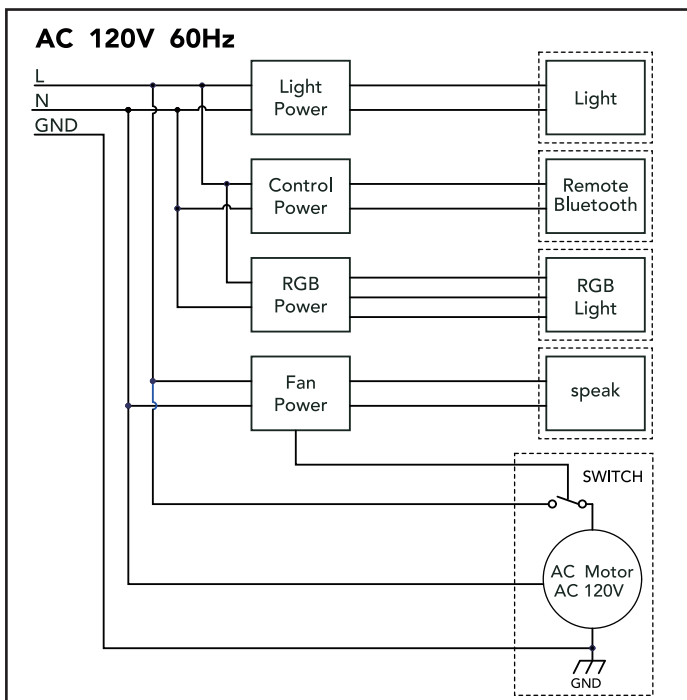 AC 120V 60Hz
L
N
GND
Light
Power
Light
Control
Power
Remote
Bluetooth
RGB
Power
RGB
Light
Fan
Power
speak
SWITCH
AC Motor
AC 120V
GND